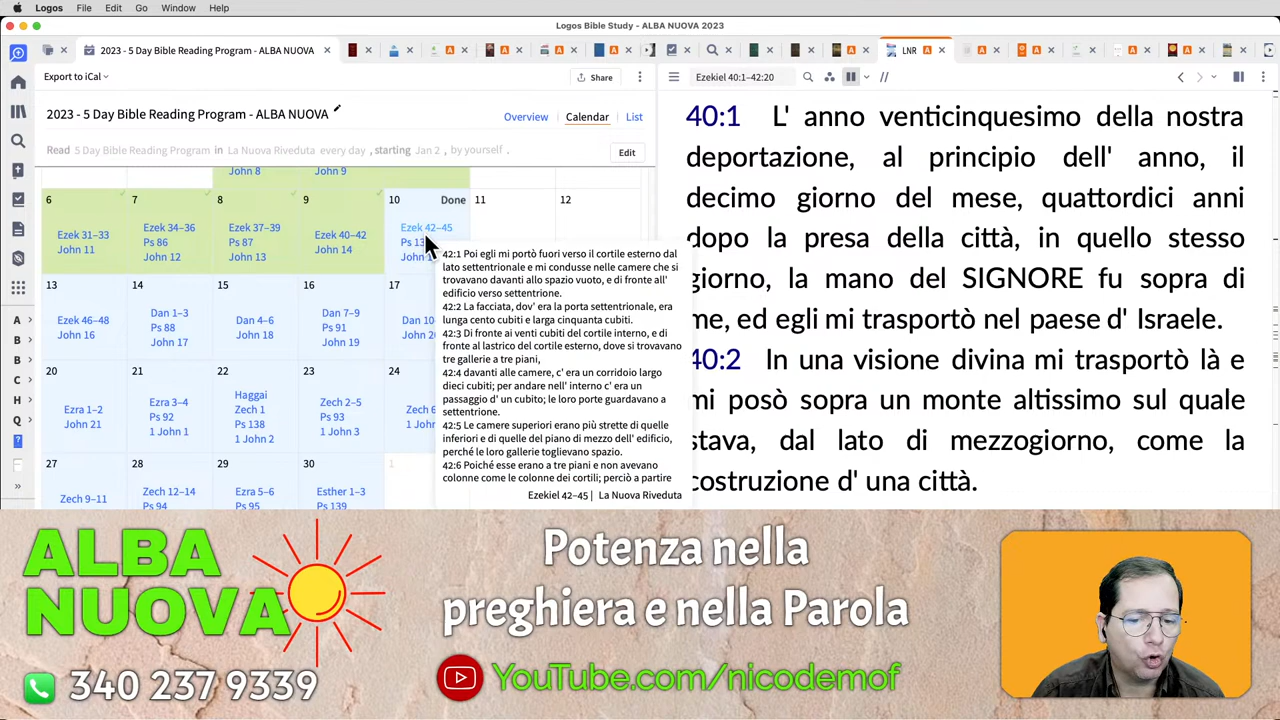 Logos File Edit Go Window Help
Logos Bible Study - ALBA NUOVA 2023
2023 - 5 Day Bible Reading Program - ALBA NUOVA
LNR A
Export to iCal
Share
Ezekiel 40:1–42:20
2023 - 5 Day Bible Reading Program - ALBA NUOVA
Overview Calendar List
Read 5 Day Bible Reading Program in La Nuova Riveduta every day , starting Jan 2 , by yourself .
Edit
John 8 John 9
6 7 8 9 10 Done 11 12
Ezek 31–33
John 11
Ezek 34–36
Ps 86
John 12
Ezek 37–39
Ps 87
John 13
Ezek 40–42
John 14
Ezek 42–45
Ps 13
John 1
13 14 15 16 17
Ezek 46–48
John 16
Dan 1–3
Ps 88
John 17
Dan 4–6
John 18
Dan 7–9
Ps 91
John 19
Dan 10
John 2
20 21 22 23 24
Ezra 1–2
John 21
Ezra 3–4
Ps 92
1 John 1
Haggai
Zech 1
Ps 138
1 John 2
Zech 2–5
Ps 93
1 John 3
Zech 6
1 Joh
27 28 29 30 1
Zech 9–11
Zech 12–14
Ps 94
Ezra 5–6
Ps 95
Esther 1–3
Ps 139
A
B
B
C
H
Q
42:1 Poi egli mi portò fuori verso il cortile esterno dal
lato settentrionale e mi condusse nelle camere che si
trovavano davanti allo spazio vuoto, e di fronte all'
edificio verso settentrione.
42:2 La facciata, dov' era la porta settentrionale, era
lunga cento cubiti e larga cinquanta cubiti.
42:3 Di fronte ai venti cubiti del cortile interno, e di
fronte al lastrico del cortile esterno, dove si trovavano
tre gallerie a tre piani,
42:4 davanti alle camere, c' era un corridoio largo
dieci cubiti; per andare nell' interno c' era un
passaggio d' un cubito; le loro porte guardavano a
settentrione.
42:5 Le camere superiori erano più strette di quelle
inferiori e di quelle del piano di mezzo dell' edificio,
perché le loro gallerie toglievano spazio.
42:6 Poiché esse erano a tre piani e non avevano
colonne come le colonne dei cortili; perciò a partire
Ezekiel 42–45 | La Nuova Riveduta
40:1 L' anno venticinquesimo della nostra
deportazione, al principio dell' anno, il
decimo giorno del mese, quattordici anni
dopo la presa della città, in quello stesso
giorno, la mano del SIGNORE fu sopra di
me, ed egli mi trasportò nel paese d' Israele.
40:2 In una visione divina mi trasportò là e
mi posò sopra un monte altissimo sul quale
stava, dal lato di mezzogiorno, come la
costruzione d' una città.
ALBA
NUOVA
340 237 9339
Potenza nella
preghiera e nella Parola
YouTube.com/nicodemof